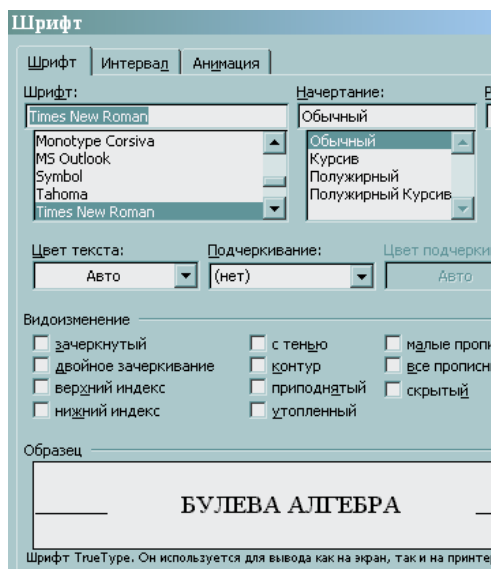 Шрифт
Шрифт Интервал Анимация
Шрифт: Начертание:
Times New Roman Обычный
Monotype Corsiva Обычный
MS Outlook Курсив
Symbol Полужирный
Tahoma Полужирный Курсив
Times New Roman
Цвет текста: Подчеркивание: Цвет
Авто (нет) Авто
Видоизменение
зачеркнутый с тенью малые
двойное зачеркивание контур все
верхний индекс приподнятый скрытый
нижний индекс утопленный
Образец
БУЛЕВА АЛГЕБРА
Шрифт TrueType. Он используется для вывода как на экран, так и на